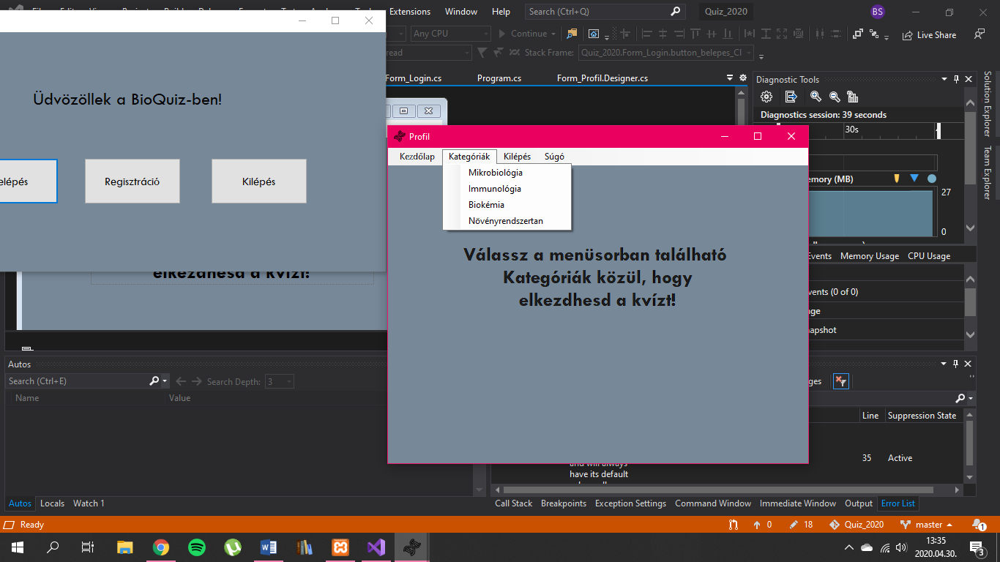 Extensions Window Help Search (Ctrl+Q) Quiz_2020 BS
Any CPU Continue Live Share
Stack Frame: Quiz_2020.Form_Login.button_belepes_Cl
Form_Login.cs Program.cs Form_Profil.Designer.cs
Üdvözöllek a BioQuiz-ben!
Regisztráció
Kilépés
elkezdhesd a kvízt!
Profil
Kezdőlap Kategóriák Kilépés Súgó
Mikrobiológia
Immunológia
Biokémia
Növényrendszertan
Válassz a menüsorban található
Kategóriák közül, hogy
elkezdhesd a kvízt!
Diagnostic Tools
Diagnostics session: 39 seconds
30s
emory (MB)
27
0
Events Memory Usage CPU Usage
vents (0 of 0)
age
napshot
Solution Explorer
Team Explorer
Autos
Search (Ctrl+E) Search Depth: 3
Name Value
Autos Locals Watch 1
ges
Line Suppression State
35 Active
and will always
have its default
Call Stack Breakpoints Exception Settings Command Window Immediate Window Output Error List
Ready 0 18 Quiz_2020 master 1
13:35
2020.04.30.
3